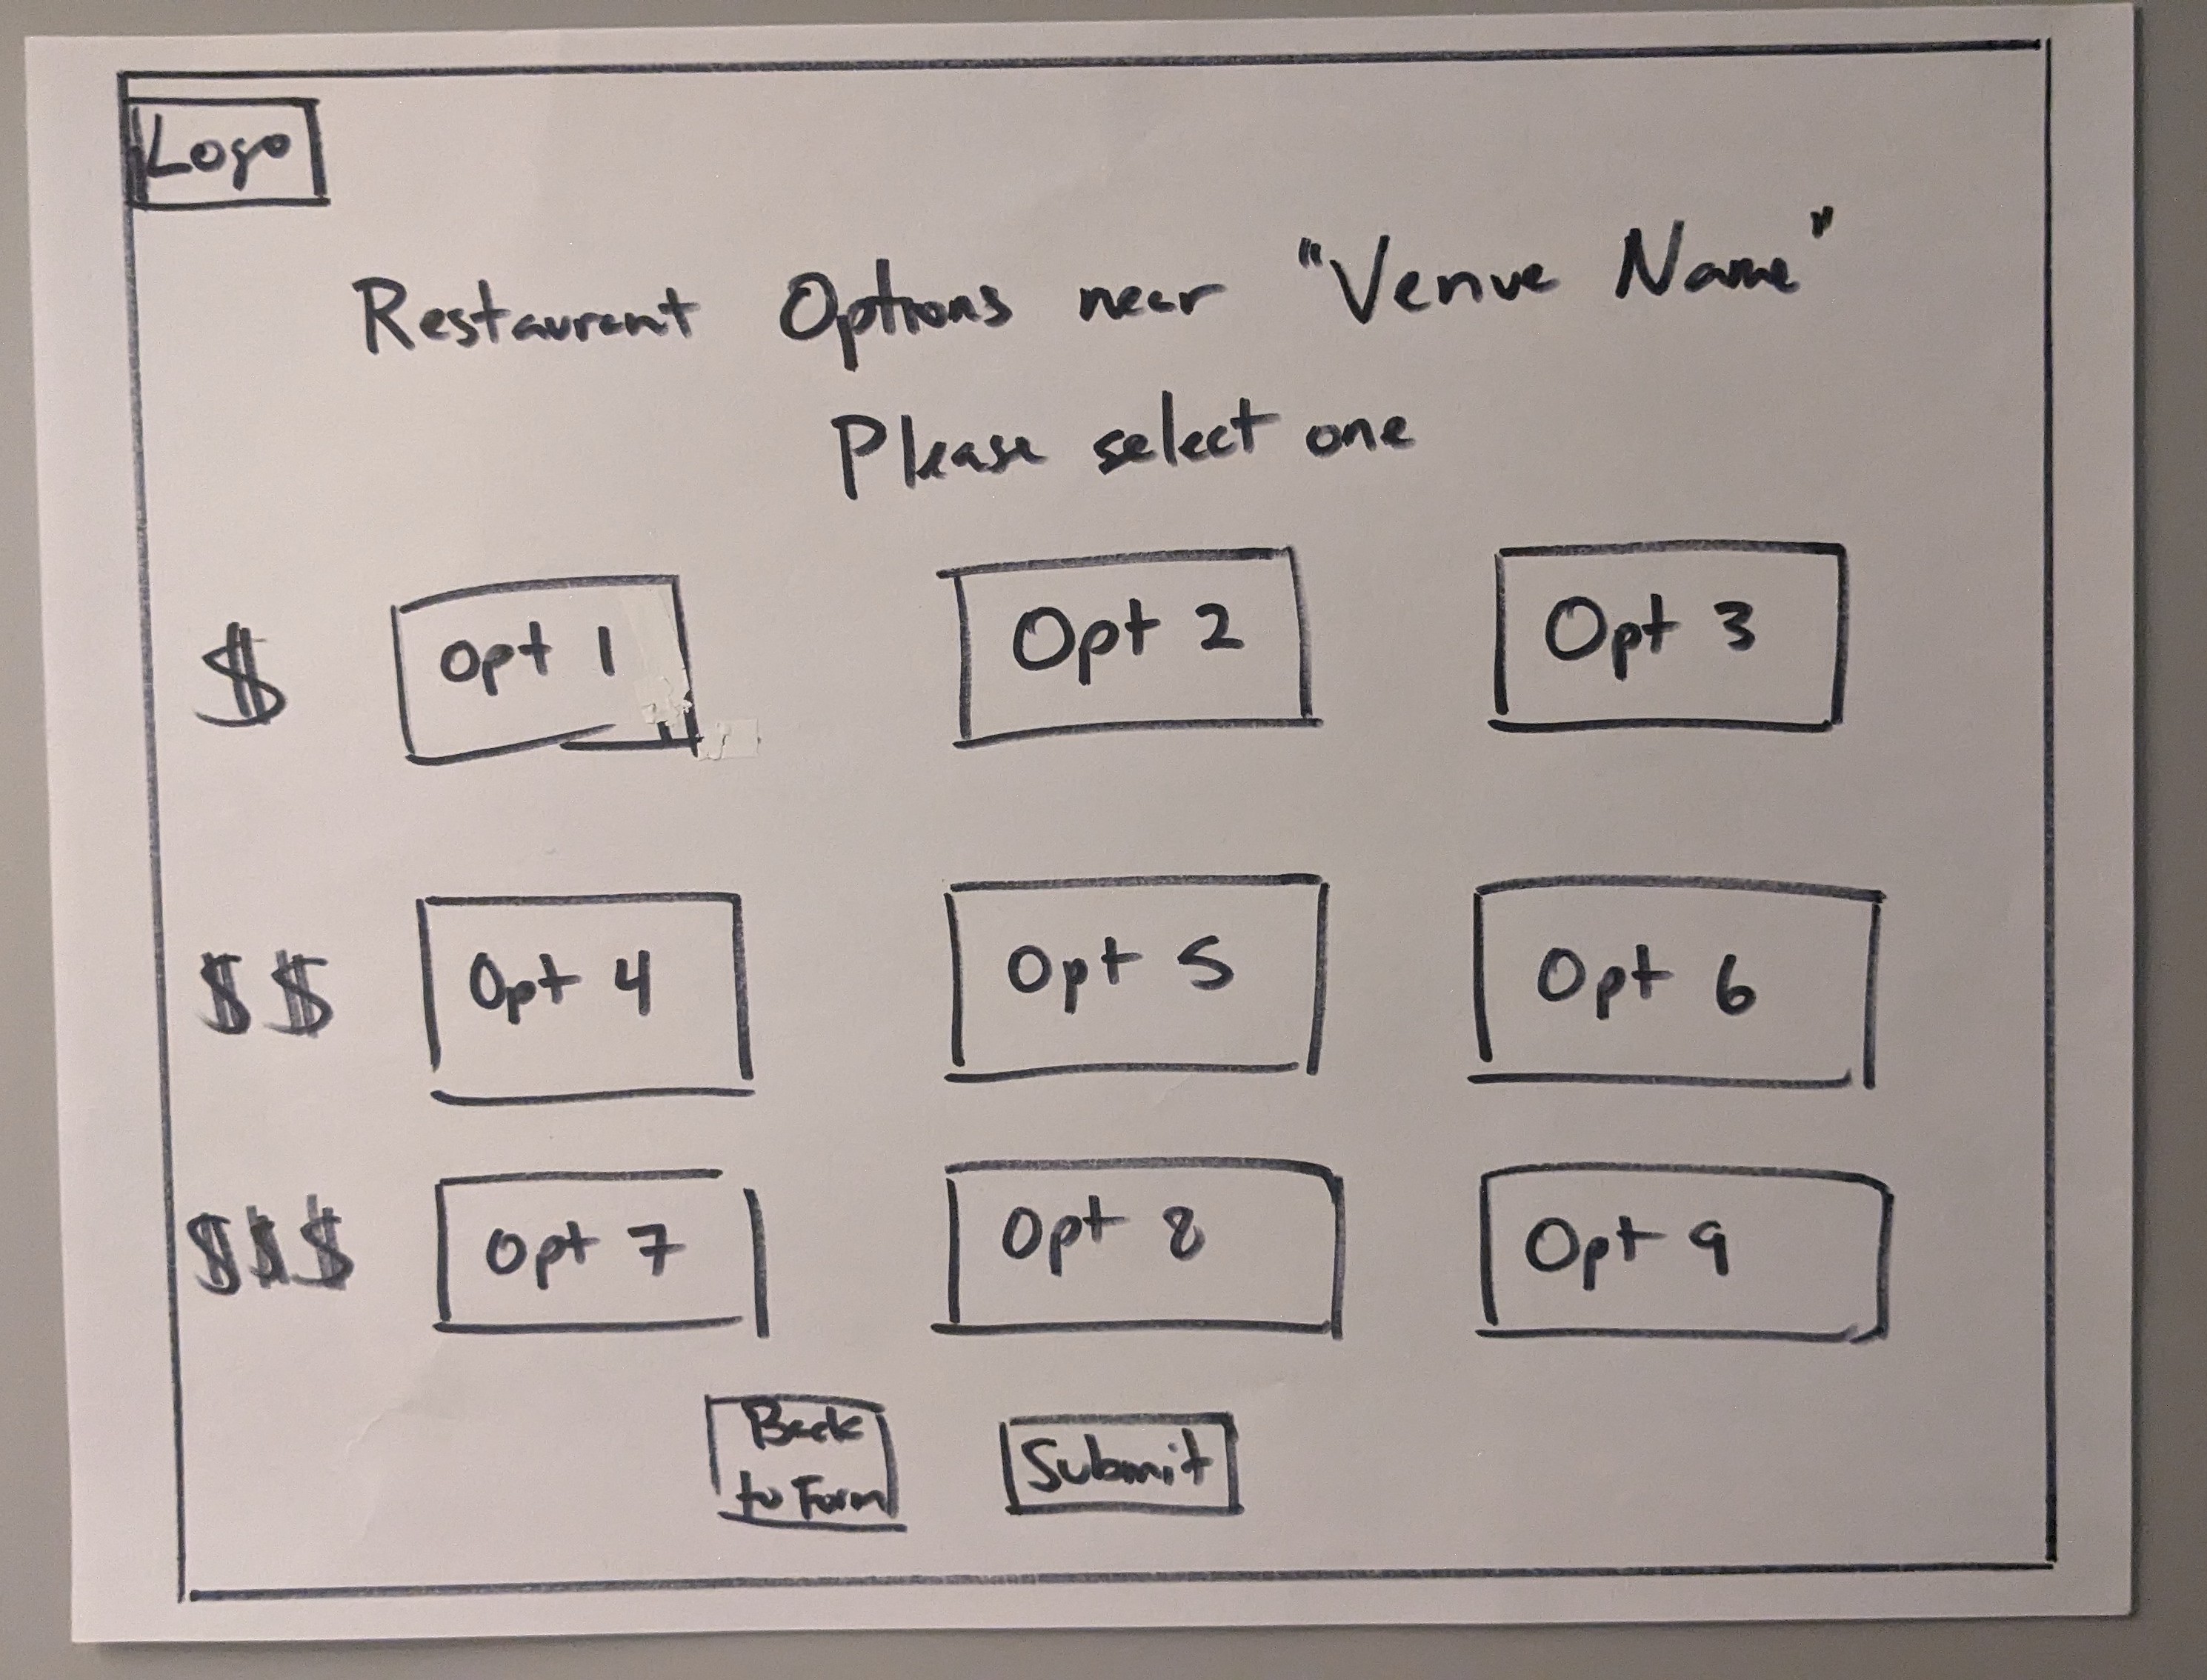 Logo
Restaurant Options near "Venue Name"
Please select one
$ Opt 1 Opt 2 Opt 3
$$ Opt 4 Opt 5 Opt 6
$$$ Opt 7 Opt 8 Opt 9
Back
to Form Submit